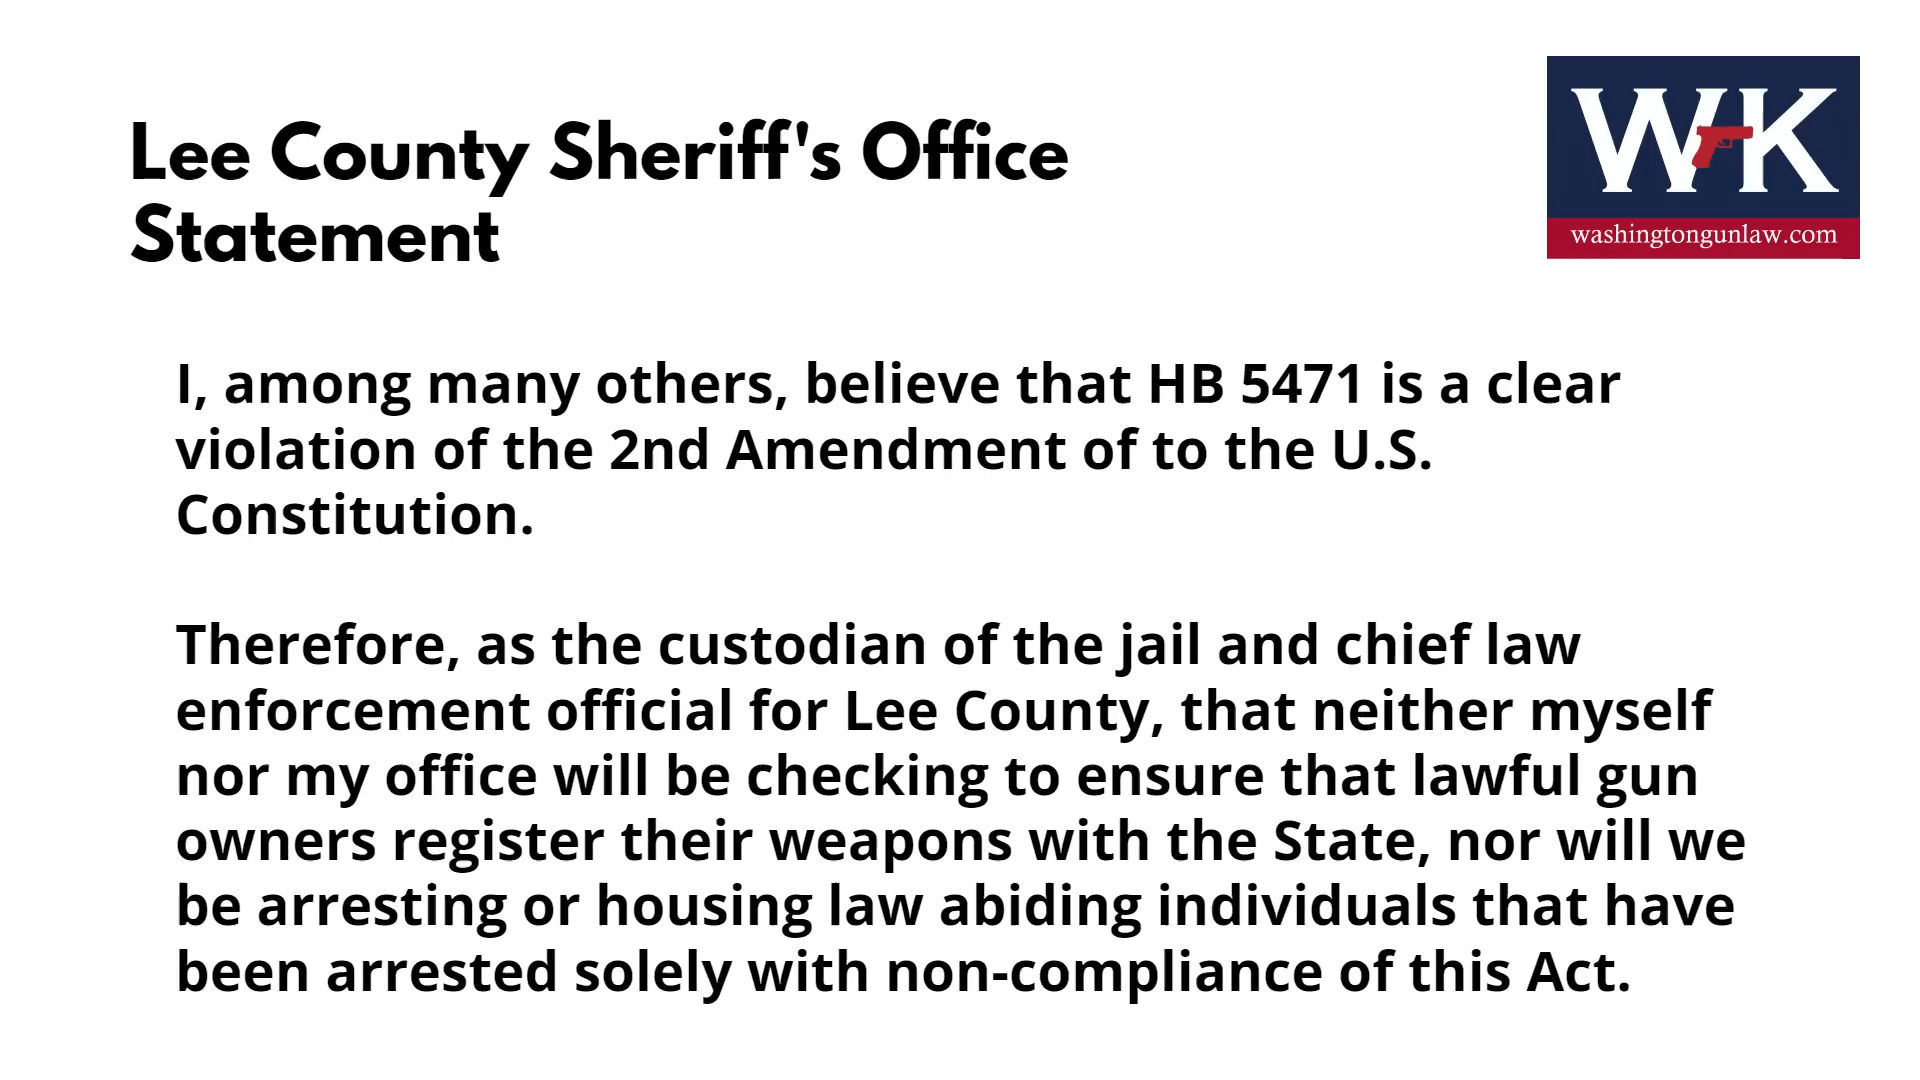 Lee County Sheriff's Office
Statement
WK
washingtongunlaw.com
I, among many others, believe that HB 5471 is a clear
violation of the 2nd Amendment of to the U.S.
Constitution.
Therefore, as the custodian of the jail and chief law
enforcement official for Lee County, that neither myself
nor my office will be checking to ensure that lawful gun
owners register their weapons with the State, nor will we
be arresting or housing law abiding individuals that have
been arrested solely with non-compliance of this Act.